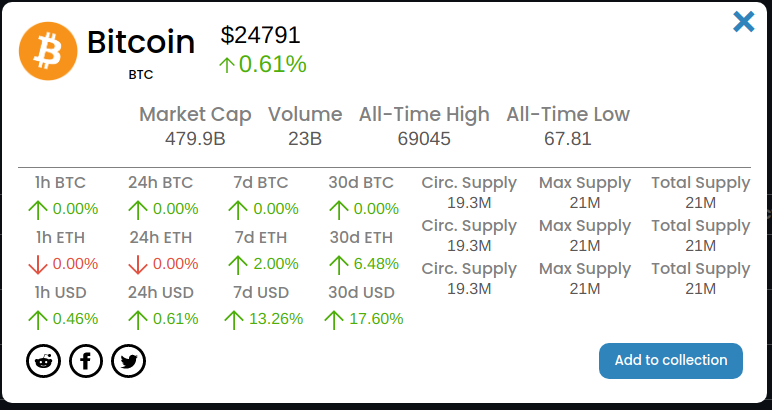 Bitcoin
BTC
$24791
0.61%
Market Cap Volume All-Time High All-Time Low
479.9B 23B 69045 67.81
1h BTC 24h BTC 7d BTC 30d BTC
0.00% 0.00% 0.00% 0.00%
1h ETH 24h ETH 7d ETH 30d ETH
0.00% 0.00% 2.00% 6.48%
1h USD 24h USD 7d USD 30d USD
0.46% 0.61% 13.26% 17.60%
Circ. Supply Max Supply Total Supply
19.3M 21M 21M
Circ. Supply Max Supply Total Supply
19.3M 21M 21M
Circ. Supply Max Supply Total Supply
19.3M 21M 21M
Add to collection